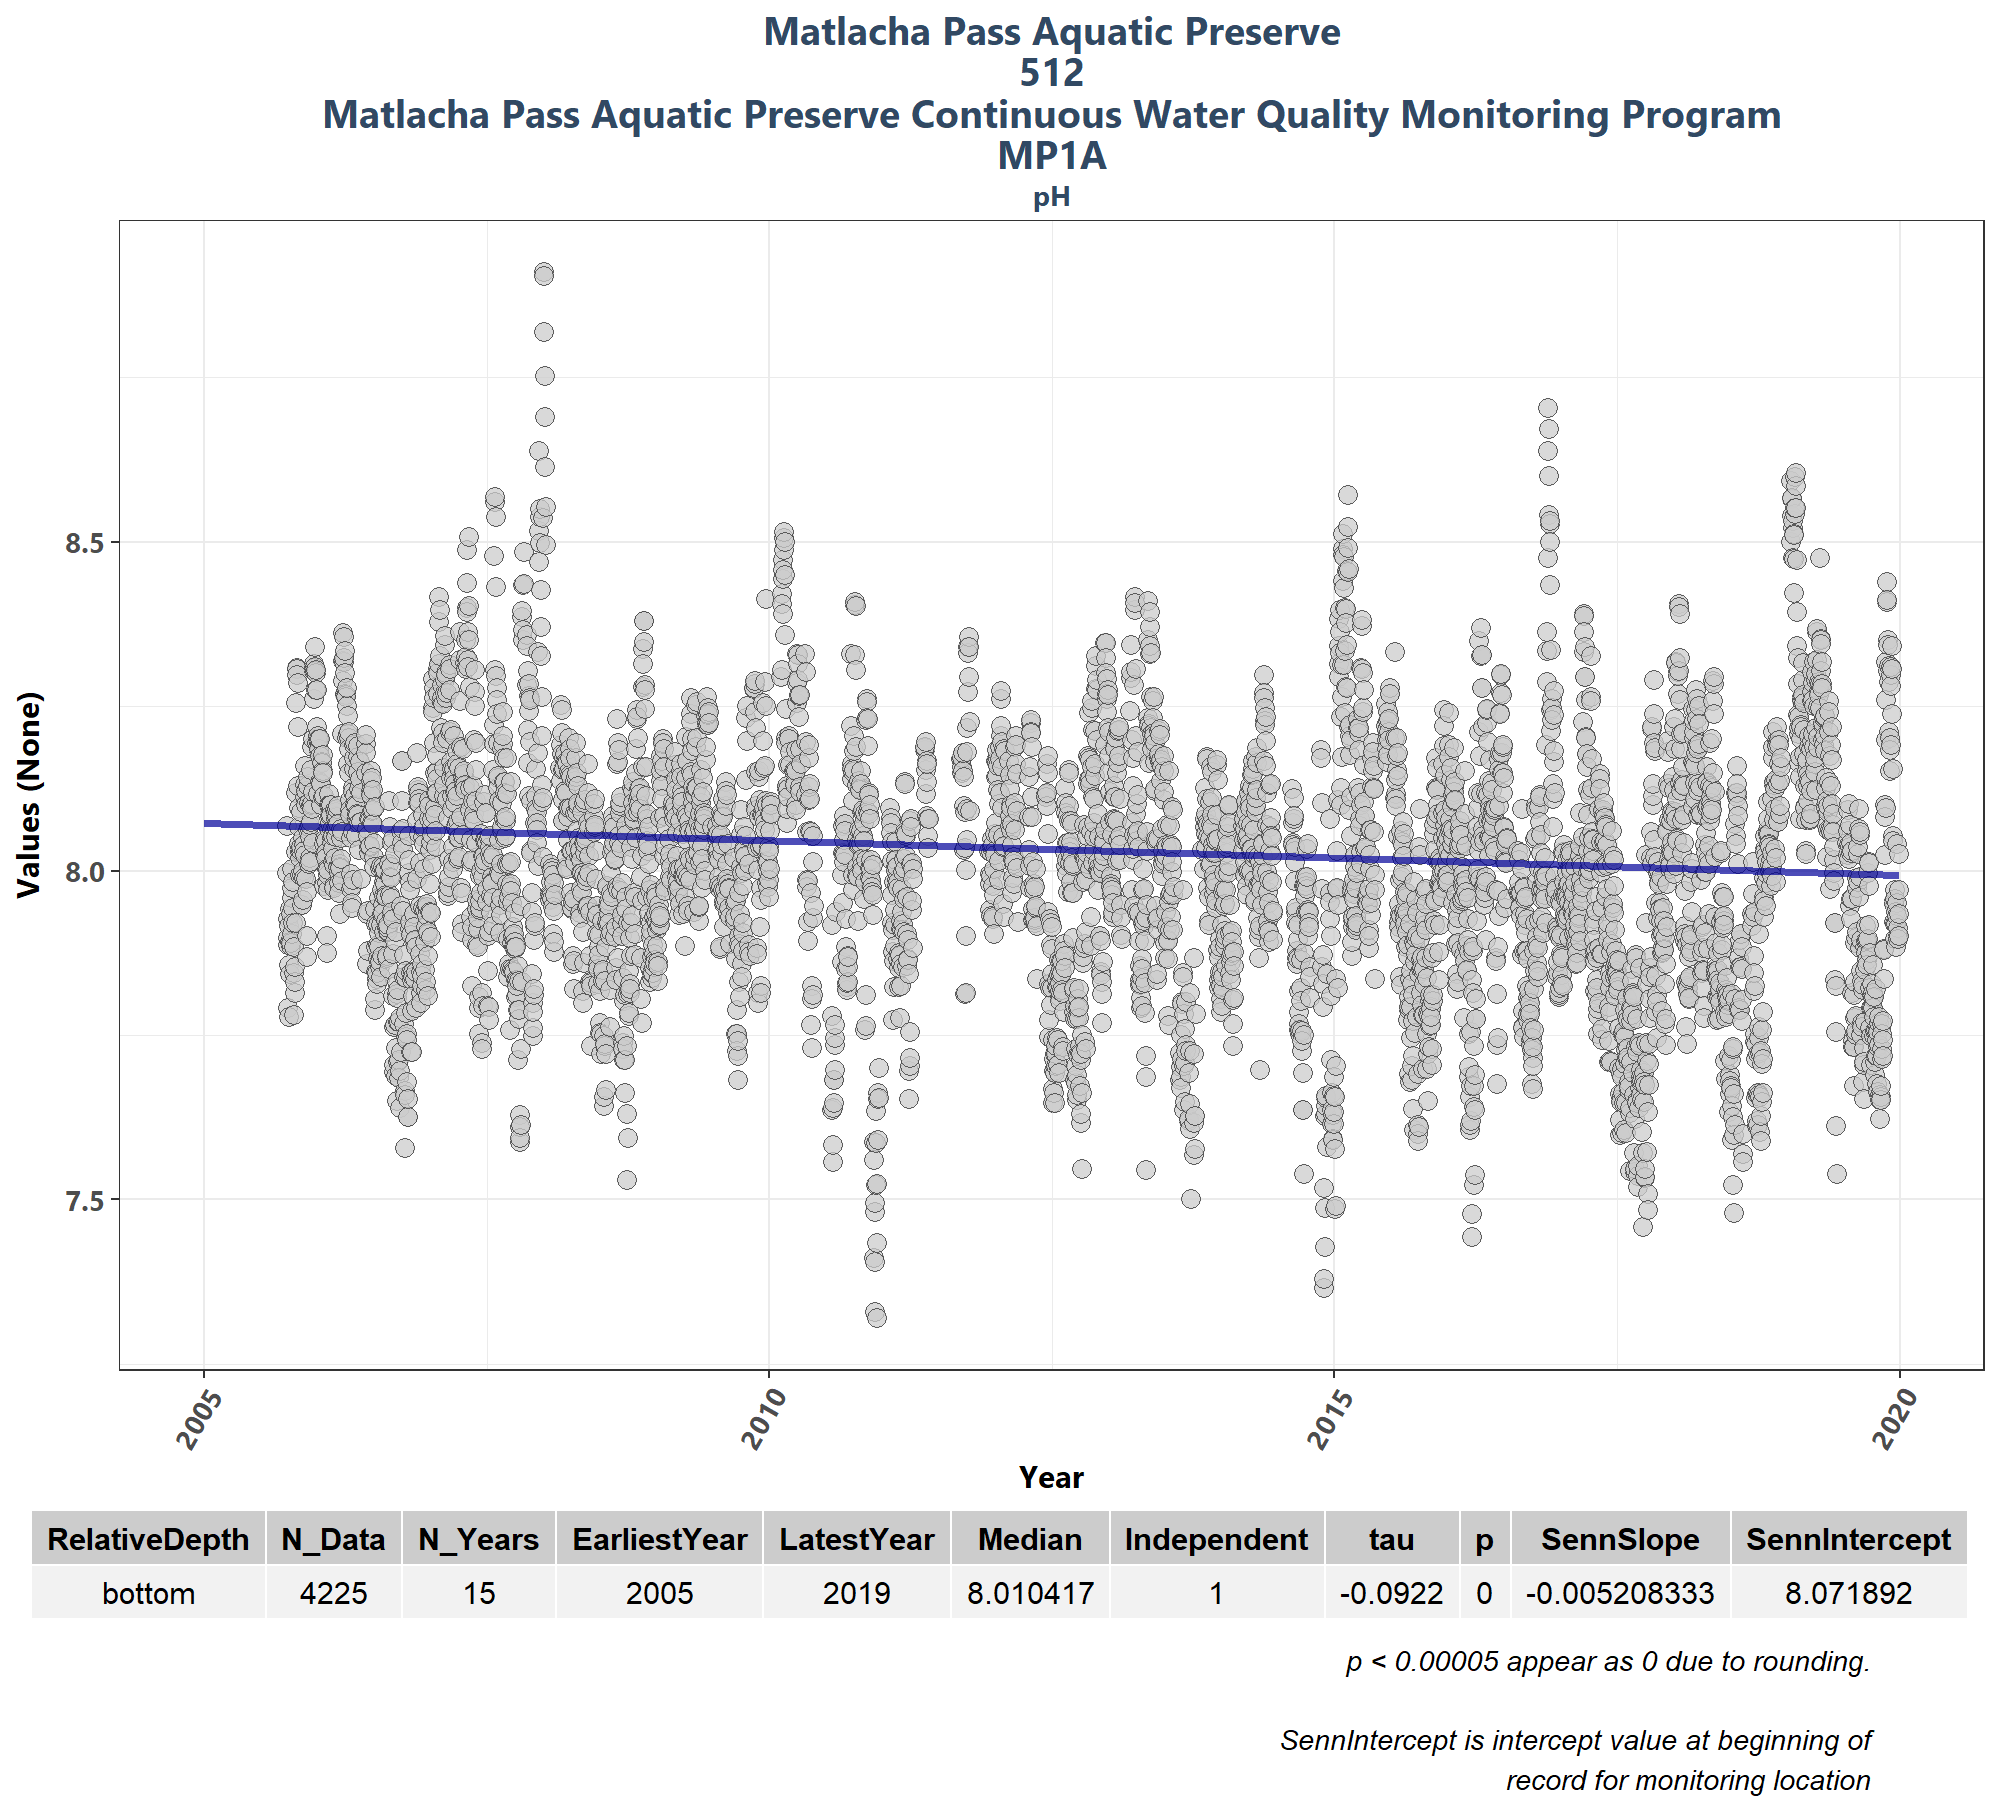 Matlacha Pass Aquatic Preserve
512
Matlacha Pass Aquatic Preserve Continuous Water Quality Monitoring Program
MP1A
pH
Values (None)
8.5
8.0
7.5
2005
2010
2015
2020
Year
RelativeDepth N_Data N_Years EarliestYear LatestYear Median Independent tau p SennSlope SennIntercept
bottom 4225 15 2005 2019 8.010417 1 -0.0922 0 -0.005208333 8.071892
p < 0.00005 appear as 0 due to rounding.
SennIntercept is intercept value at beginning of
record for monitoring location